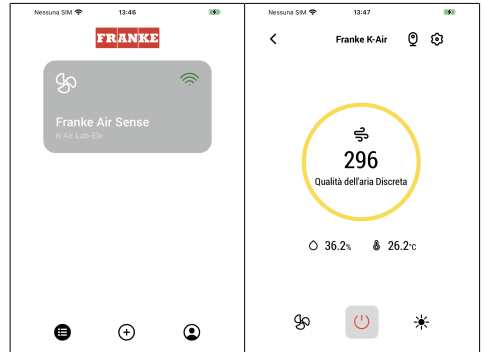 Nessuna SIM 13:46
FRANKE
Franke Air Sense
K-Air Lab-Ele
Nessuna SIM 13:47
Franke K-Air
296
Qualità dell'aria Discreta
36.2% 26.2°C